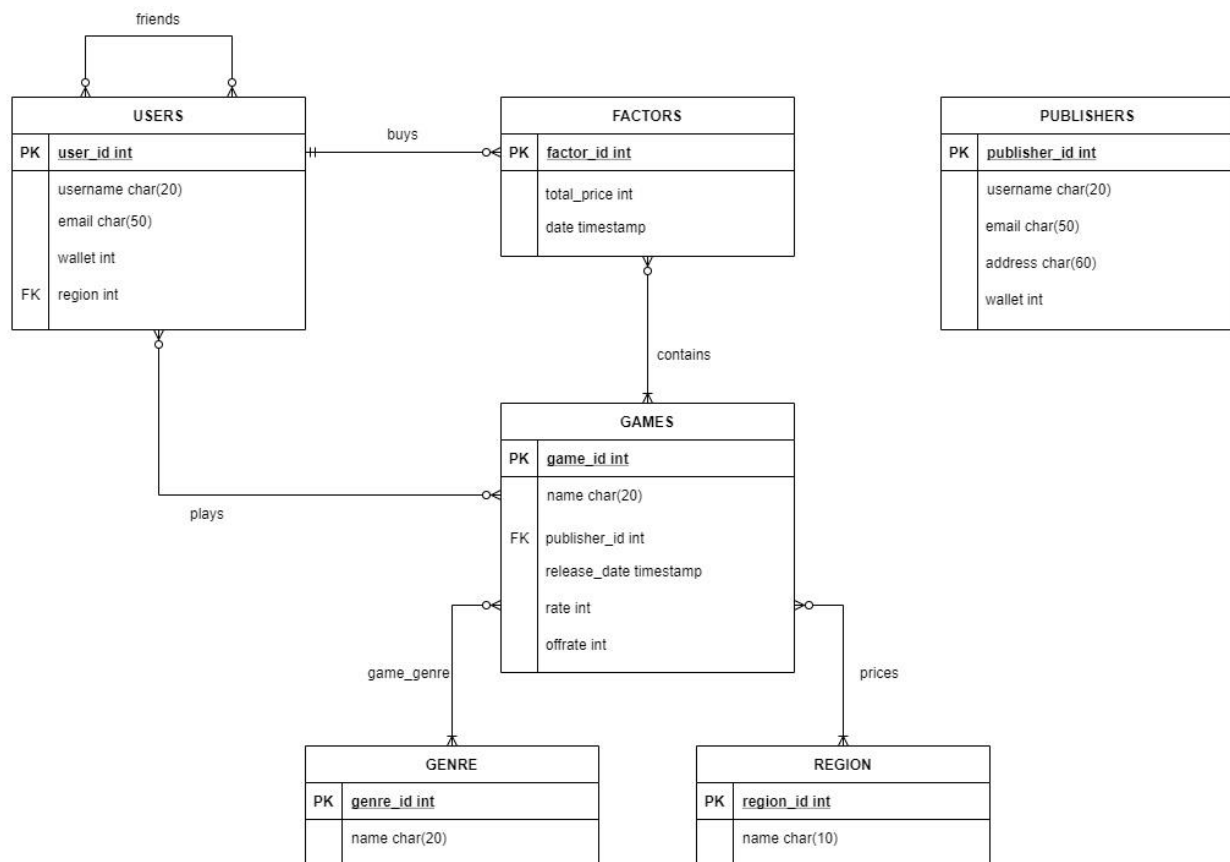 friends
USERS
PK user_id int
username char(20)
email char(50)
wallet int
FK region int
buys
FACTORS
PK factor_id int
total_price int
date timestamp
PUBLISHERS
PK publisher_id int
username char(20)
email char(50)
address char(60)
wallet int
contains
plays
GAMES
PK game_id int
name char(20)
FK publisher_id int
release_date timestamp
rate int
offrate int
game_genre
prices
GENRE
PK genre_id int
name char(20)
REGION
PK region_id int
name char(10)